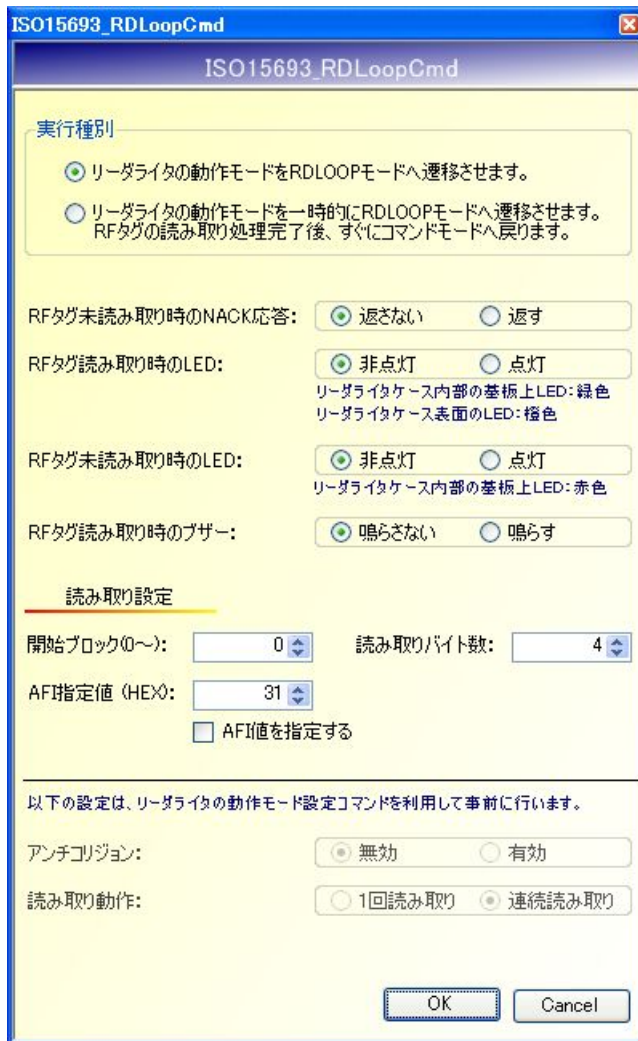 ISO15693_RDLoopCmd
ISO15693_RDLoopCmd
実行種別
リーダライタの動作モードをRDLOOPモードへ遷移させます。
リーダライタの動作モードを一時的にRDLOOPモードへ遷移させます。
RFタグの読み取り処理完了後、すぐにコマンドモードへ戻ります。
RFタグ未読み取り時のNACK応答: 返さない 返す
RFタグ読み取り時のLED: 非点灯 点灯
リーダライタケース内部の基板上LED:緑色
リーダライタケース表面のLED:橙色
RFタグ未読み取り時のLED: 非点灯 点灯
リーダライタケース内部の基板上LED:赤色
RFタグ読み取り時のブザー: 鳴らさない 鳴らす
読み取り設定
開始ブロック(0～): 0 読み取りバイト数: 4
AFI指定値 (HEX): 31
AFI値を指定する
以下の設定は、リーダライタの動作モード設定コマンドを利用して事前に行います。
アンチコリジョン: 無効 有効
読み取り動作: 1回読み取り 連続読み取り
OK Cancel